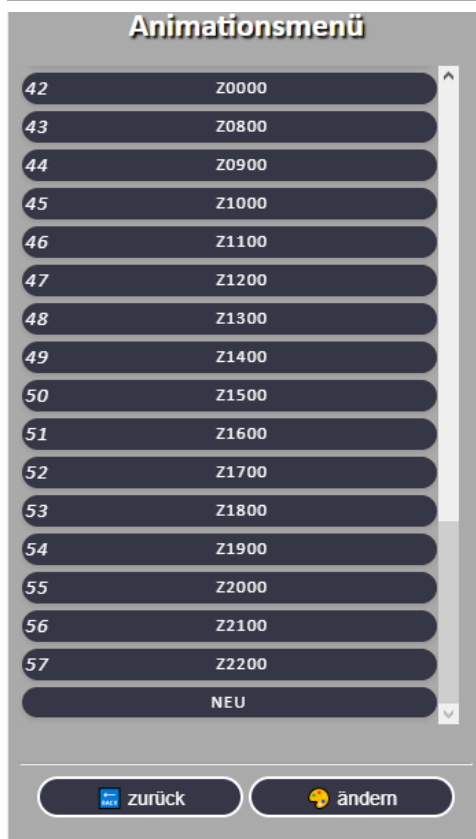 Animationsmenü
42 Z0000
43 Z0800
44 Z0900
45 Z1000
46 Z1100
47 Z1200
48 Z1300
49 Z1400
50 Z1500
51 Z1600
52 Z1700
53 Z1800
54 Z1900
55 Z2000
56 Z2100
57 Z2200
NEU
BACK zurück ändern